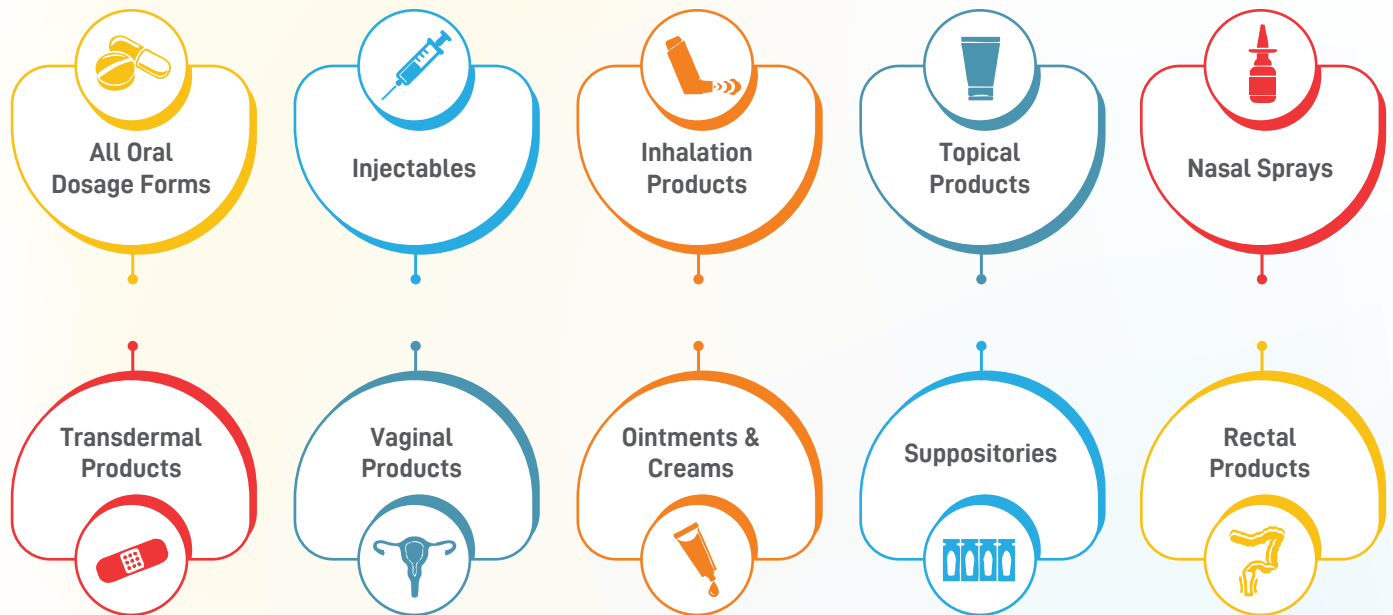 All Oral
Dosage Forms
Injectables
Inhalation
Products
Topical
Products
Nasal Sprays
Transdermal
Products
Vaginal
Products
Ointments &
Creams
Suppositories
Rectal
Products